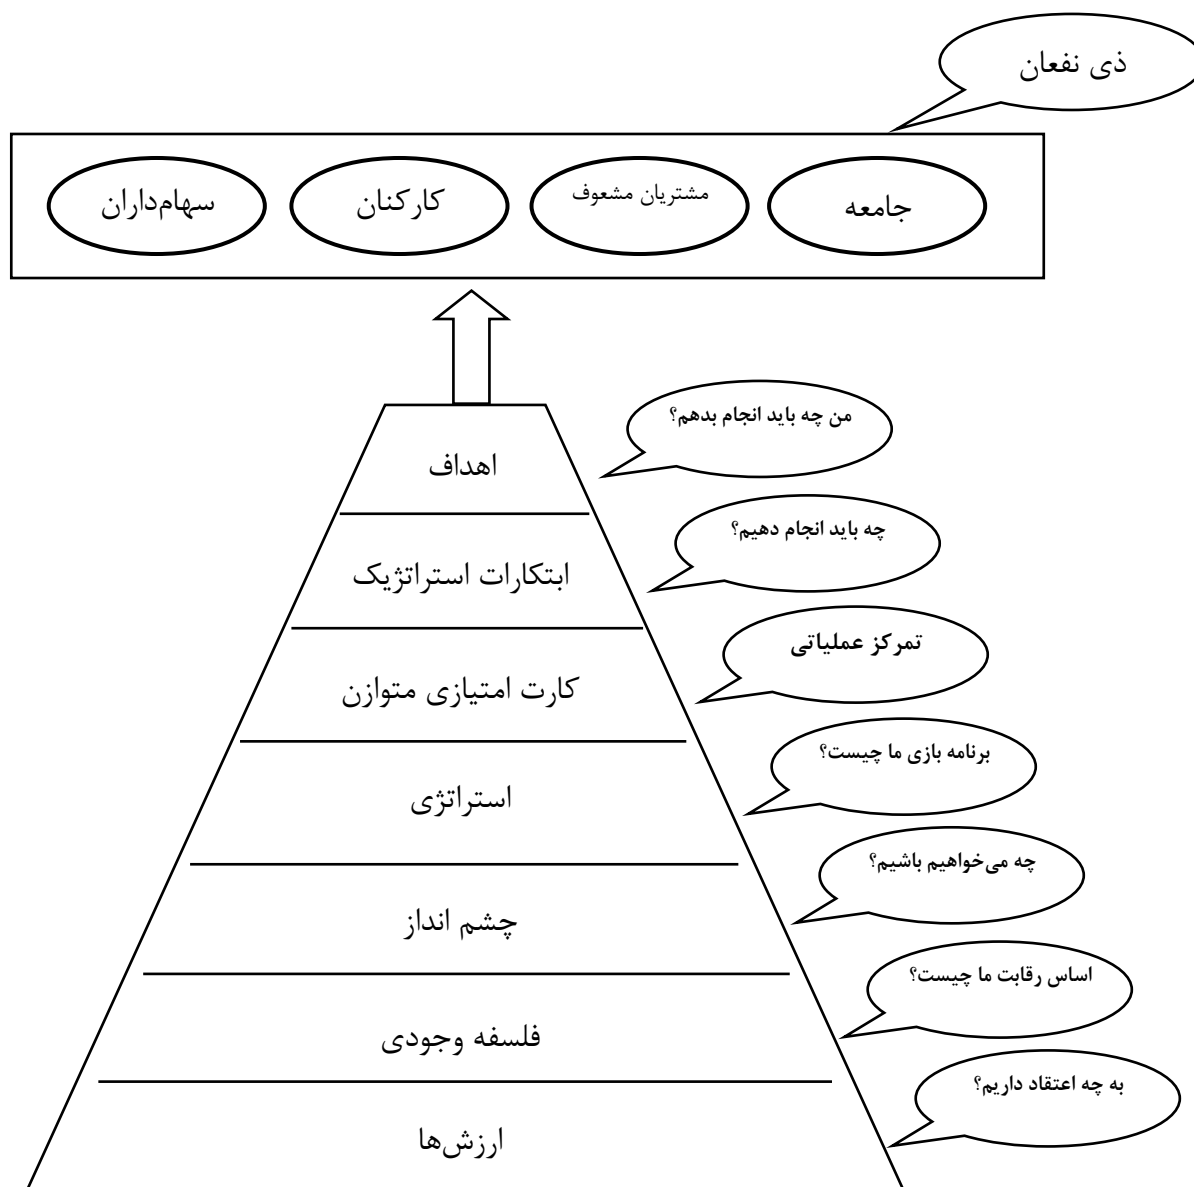 ذی نفعان
جامعه
مشتریان مشعوف
کارکنان
سهام‌داران
من چه باید انجام بدهم؟
اهداف
چه باید انجام دهیم؟
ابتکارات استراتژیک
تمرکز عملیاتی
کارت امتیازی متوازن
برنامه بازی ما چیست؟
استراتژی
چه می‌خواهیم باشیم؟
چشم انداز
اساس رقابت ما چیست؟
فلسفه وجودی
به چه اعتقاد داریم؟
ارزش‌ها